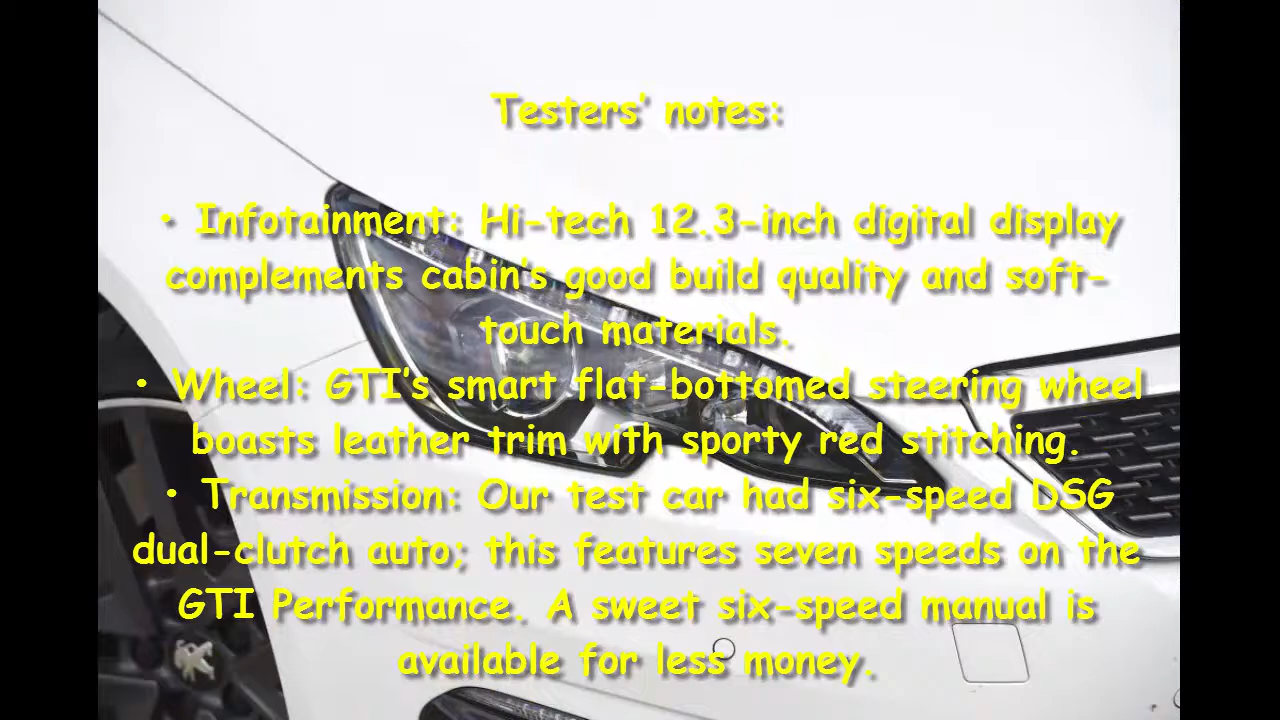 Testers’ notes:
• Infotainment: Hi-tech 12.3-inch digital display
complements cabin’s good build quality and soft-
touch materials.
• Wheel: GTI’s smart flat-bottomed steering wheel
boasts leather trim with sporty red stitching.
• Transmission: Our test car had six-speed DSG
dual-clutch auto; this features seven speeds on the
GTI Performance. A sweet six-speed manual is
available for less money.